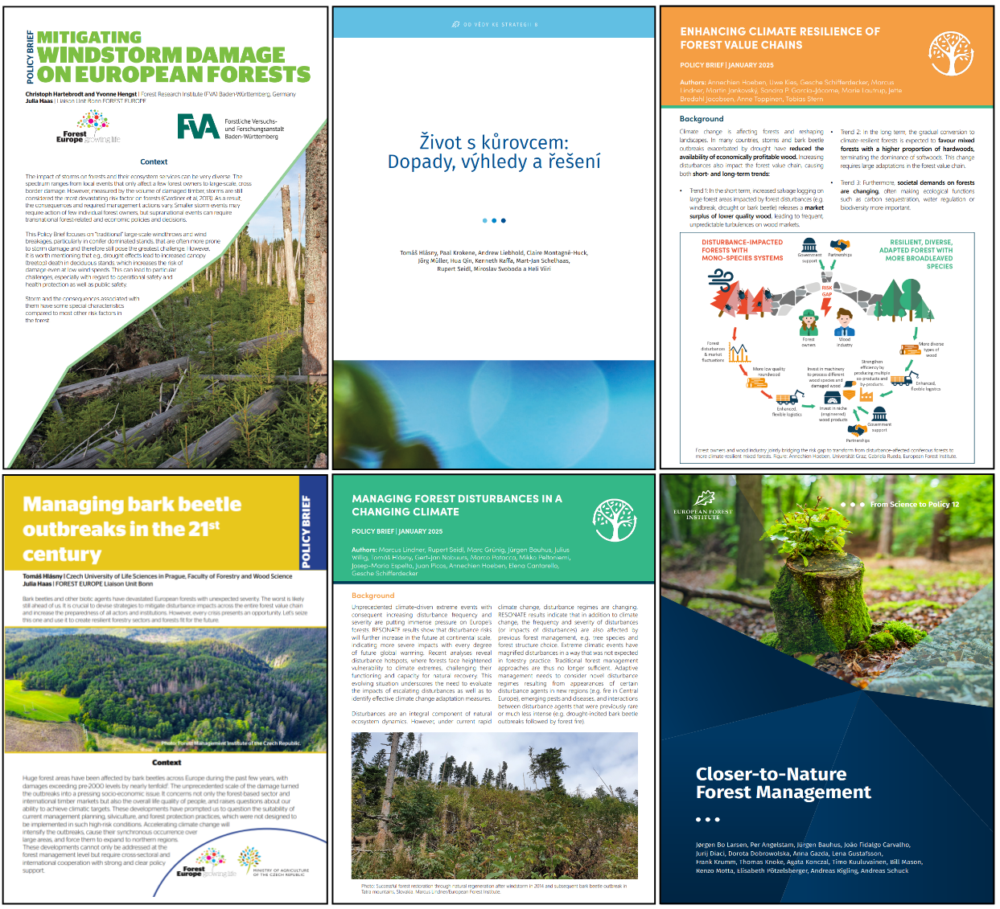 POLICY BRIEF
MITIGATING
WINDSTORM DAMAGE
ON EUROPEAN FORESTS
Christoph Hartebrodt and Yvonne Hengst | Forest Research Institute (FVA) Baden-Württemberg, Germany
Julia Haas | Liaison Unit Bonn FOREST EUROPE
Forest
Europe growing life
FVA
Forstliche Versuchs-
und Forschungsanstalt
Baden-Württemberg
Context
The impact of storms on forests and their ecosystem services can be very diverse. The
spectrum ranges from local events that only affect a few forest owners to large-scale, cross
border damage. However, measured by the volume of damaged timber, storms are still
considered the most devastating risk factor on forests (Gardiner et al, 2013). As a result,
the consequences and required management actions vary. Smaller storm events may
require action of few individual forest owners, but supranational events can require
transnational forest-related and economic policies and decisions.
This Policy Brief focuses on "traditional" large-scale windthrows and wind
breakages, particularly in conifer dominated stands, that are often more prone
to storm damage and therefore still pose the greatest challenge. However,
it is worth mentioning that e.g., drought effects lead to increased canopy
(treetop) death in deciduous stands, which increases the risk of
damage even at low wind speeds. This can lead to particular
challenges, especially with regard to operational safety and
health protection as well as public safety.
Storm and the consequences associated with
them have some special characteristics
compared to most other risk factors in
the forest
OD VĚDY KE STRATEGII 8
Život s kůrovcem:
Dopady, výhledy a řešení
Tomáš Hlásny, Paal Krokene, Andrew Liebhold, Claire Montagné-Huck,
Jörg Müller, Hua Qin, Kenneth Raffa, Mart-Jan Schelhaas,
Rupert Seidl, Miroslav Svoboda a Heli Viiri
ENHANCING CLIMATE RESILIENCE OF
FOREST VALUE CHAINS
POLICY BRIEF | JANUARY 2025
Authors: Annechien Hoeben, Uwe Kies, Gesche Schifferdecker, Marcus
Lindner, Martin Jankovský, Sandra P. García-Jácome, Marie Lautrup, Jette
Bredahl Jacobsen, Anne Toppinen, Tobias Stern
Background
Climate change is affecting forests and reshaping
landscapes. In many countries, storms and bark beetle
outbreaks exacerbated by drought have reduced the
availability of economically profitable wood. Increasing
disturbances also impact the forest value chain, causing
both short- and long-term trends:
• Trend 1: In the short term, increased salvage logging on
large forest areas impacted by forest disturbances (e.g.
windbreak, drought or bark beetle) releases a market
surplus of lower quality wood, leading to frequent,
unpredictable turbulences on wood markets.
• Trend 2: in the long term, the gradual conversion to
climate-resilient forests is expected to favour mixed
forests with a higher proportion of hardwoods,
terminating the dominance of softwoods. This change
requires large adaptations in the forest value chain.
• Trend 3: Furthermore, societal demands on forests
are changing, often making ecological functions
such as carbon sequestration, water regulation or
biodiversity more important.
DISTURBANCE-IMPACTED
FORESTS WITH
MONO-SPECIES SYSTEMS
Government
support
Partnerships
RESILIENT, DIVERSE,
ADAPTED FOREST WITH
MORE BROADLEAVED
SPECIES
RISK
GAP
Forest
owners
Wood
industry
Forest
disturbances
& market
fluctuations
More diverse
types of
wood
More low quality
roundwood
Invest in machinery
to process different
wood species and
damaged wood
Strengthen
efficiency by
producing multiple
co-products and
by-products.
Enhanced,
flexible logistics
Enhanced,
flexible logistics
Invest in niche
(engineered)
wood products
Government
support
Partnerships
Forest owners and wood industry jointly bridging the risk gap to transform from disturbance-affected coniferous forests to
more climate-resilient mixed forests. Figure: Annechien Hoeben, Universität Graz; Gabriela Rueda, European Forest Institute.
Managing bark beetle
outbreaks in the 21st
century
POLICY BRIEF
Tomáš Hlásny | Czech University of Life Sciences in Prague, Faculty of Forestry and Wood Science
Julia Haas | FOREST EUROPE Liaison Unit Bonn
Bark beetles and other biotic agents have devastated European forests with unexpected severity. The worst is likely
still ahead of us. It is crucial to devise strategies to mitigate disturbance impacts across the entire forest value chain
and increase the preparedness of all actors and institutions. However, every crisis presents an opportunity. Let's seize
this one and use it to create resilient forestry sectors and forests fit for the future.
Photo: Forest Management Institute of the Czech Republic.
Context
Huge forest areas have been affected by bark beetles across Europe during the past few years, with
damages exceeding pre-2000 levels by nearly tenfold. The unprecedented scale of the damage turned
the outbreaks into a pressing socio-economic issue. It concerns not only the forest-based sector and
international timber markets but also the overall life quality of people, and raises questions about our
ability to achieve climatic targets. These developments have prompted us to question the suitability of
current management planning, silviculture, and forest protection practices, which were not designed to
be implemented in such high-risk conditions. Accelerating climate change will
intensify the outbreaks, cause their synchronous occurrence over
large areas, and force them to expand to northern regions.
These developments cannot only be addressed at the
forest management level but require cross-sectoral and
international cooperation with strong and clear policy
support.
Forest
Europe growing life
MINISTRY OF AGRICULTURE
OF THE CZECH REPUBLIC
MANAGING FOREST DISTURBANCES IN A
CHANGING CLIMATE
POLICY BRIEF | JANUARY 2025
Authors: Marcus Lindner, Rupert Seidl, Marc Grünig, Jürgen Bauhus, Julius
Willig, Tomáš Hlásny, Gert-Jan Nabuurs, Marco Patacca, Mikko Peltoniemi,
Josep-Maria Espelta, Juan Picos, Annechien Hoeben, Elena Cantarello,
Gesche Schifferdecker
Background
Unprecedented climate-driven extreme events with
consequent increasing disturbance frequency and
severity are putting immense pressure on Europe's
forests. RESONATE results show that disturbance risks
will further increase in the future at continental scale,
indicating more severe impacts with every degree
of future global warming. Recent analyses reveal
disturbance hotspots, where forests face heightened
vulnerability to climate extremes, challenging their
functioning and capacity for natural recovery. This
evolving situation underscores the need to evaluate
the impacts of escalating disturbances as well as to
identify effective climate change adaptation measures.
Disturbances are an integral component of natural
ecosystem dynamics. However, under current rapid
climate change, disturbance regimes are changing.
RESONATE results indicate that in addition to climate
change, the frequency and severity of disturbances
(or impacts of disturbances) are also affected by
previous forest management, e.g. tree species and
forest structure choice. Extreme climatic events have
magnified disturbances in a way that was not expected
in forestry practice. Traditional forest management
approaches are thus no longer sufficient. Adaptive
management needs to consider novel disturbance
regimes resulting from appearances of certain
disturbance agents in new regions (e.g. fire in Central
Europe), emerging pests and diseases, and interactions
between disturbance agents that were previously rare
or much less intense (e.g. drought-incited bark beetle
outbreaks followed by forest fire).
Photo: Successful forest restoration through natural regeneration after windstorm in 2014 and subsequent bark beetle outbreak in
Tatra mountains, Slovakia. Marcus Lindner/European Forest Institute.
EUROPEAN FOREST
INSTITUTE
From Science to Policy 12
Closer-to-Nature
Forest Management
Jørgen Bo Larsen, Per Angelstam, Jürgen Bauhus, João Fidalgo Carvalho,
Jurij Diaci, Dorota Dobrowolska, Anna Gazda, Lena Gustafsson,
Frank Krumm, Thomas Knoke, Agata Konczal, Timo Kuuluvainen, Bill Mason,
Renzo Motta, Elisabeth Pötzelsberger, Andreas Rigling, Andreas Schuck